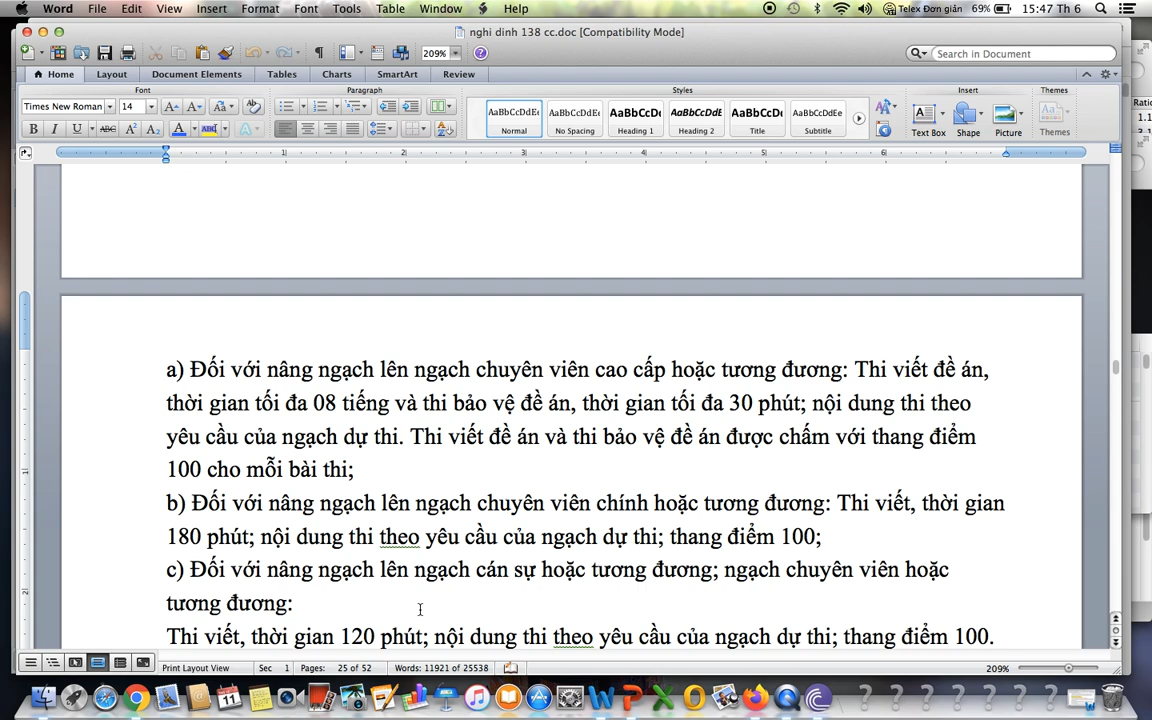 Word File Edit View Insert Format Font Tools Table Window Help Telex Đơn giản 69% 15:47 Th 6
nghi dinh 138 cc.doc [Compatibility Mode]
209% Search in Document
Home Layout Document Elements Tables Charts SmartArt Review
Font Paragraph Styles Insert Themes
Times New Roman 14
AaBbCcDdEe AaBbCcDdEe AaBbCcDc AaBbCcDdE AaBbCcDc AaBbCcDdEe
Normal No Spacing Heading 1 Heading 2 Title Subtitle Text Box Shape Picture Themes
a) Đối với nâng ngạch lên ngạch chuyên viên cao cấp hoặc tương đương: Thi viết đề án,
thời gian tối đa 08 tiếng và thi bảo vệ đề án, thời gian tối đa 30 phút; nội dung thi theo
yêu cầu của ngạch dự thi. Thi viết đề án và thi bảo vệ đề án được chấm với thang điểm
100 cho mỗi bài thi;
b) Đối với nâng ngạch lên ngạch chuyên viên chính hoặc tương đương: Thi viết, thời gian
180 phút; nội dung thi theo yêu cầu của ngạch dự thi; thang điểm 100;
c) Đối với nâng ngạch lên ngạch cán sự hoặc tương đương; ngạch chuyên viên hoặc
tương đương:
Thi viết, thời gian 120 phút; nội dung thi theo yêu cầu của ngạch dự thi; thang điểm 100.
Print Layout View Sec 1 Pages: 25 of 52 Words: 11921 of 25538 209%